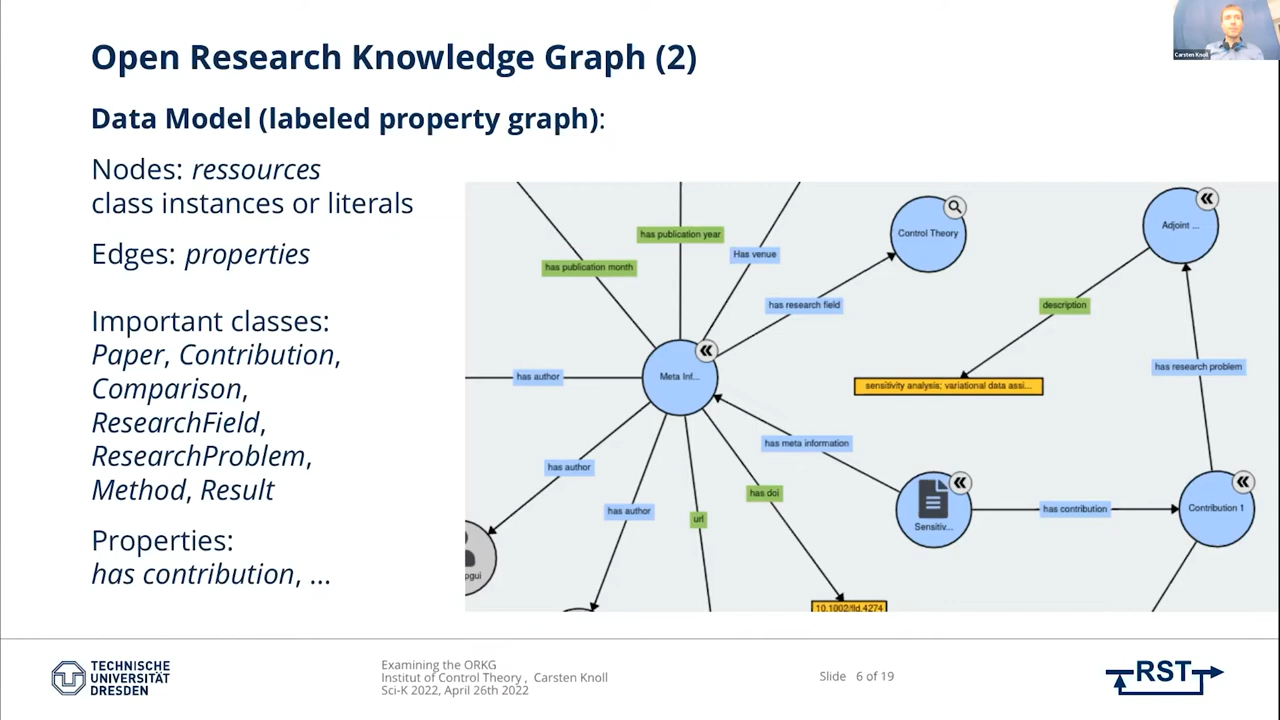 Open Research Knowledge Graph (2)
Carsten Knoll
Data Model (labeled property graph):
Nodes: ressources
class instances or literals
Edges: properties
Important classes:
Paper, Contribution,
Comparison,
ResearchField,
ResearchProblem,
Method, Result
Properties:
has contribution, ...
has publication year
Has venue
has publication month
Control Theory
Adjoint ...
has research field
description
has author
Meta Inf...
sensitivity analysis; variational data assi...
has research problem
has meta information
has author
has doi
has author
url
Sensitiv...
has contribution
Contribution 1
pgui
10.1002/fld.4274
TECHNISCHE
UNIVERSITÄT
DRESDEN
Examining the ORKG
Institut of Control Theory , Carsten Knoll
Sci-K 2022, April 26th 2022
Slide 6 of 19
RST